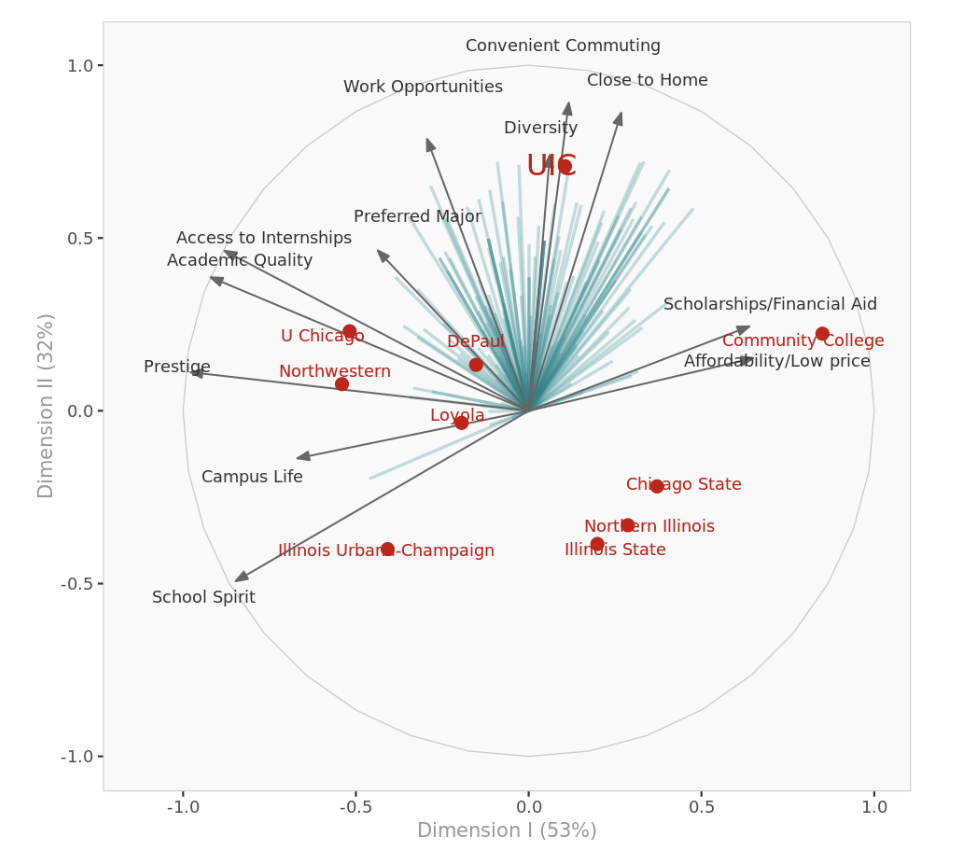 Convenient Commuting
1.0
Close to Home
Work Opportunities
Diversity
UIC
Preferred Major
Access to Internships
0.5
Academic Quality
Scholarships/Financial Aid
U Chicago
DePaul
Community College
Affordability/Low price
Prestige
Northwestern
Dimension II (32%)
0.0
Loyola
Campus Life
Chicago State
Northern Illinois
Illinois Urbana-Champaign
Illinois State
-0.5
School Spirit
-1.0
-1.0 -0.5 0.0 0.5 1.0
Dimension I (53%)